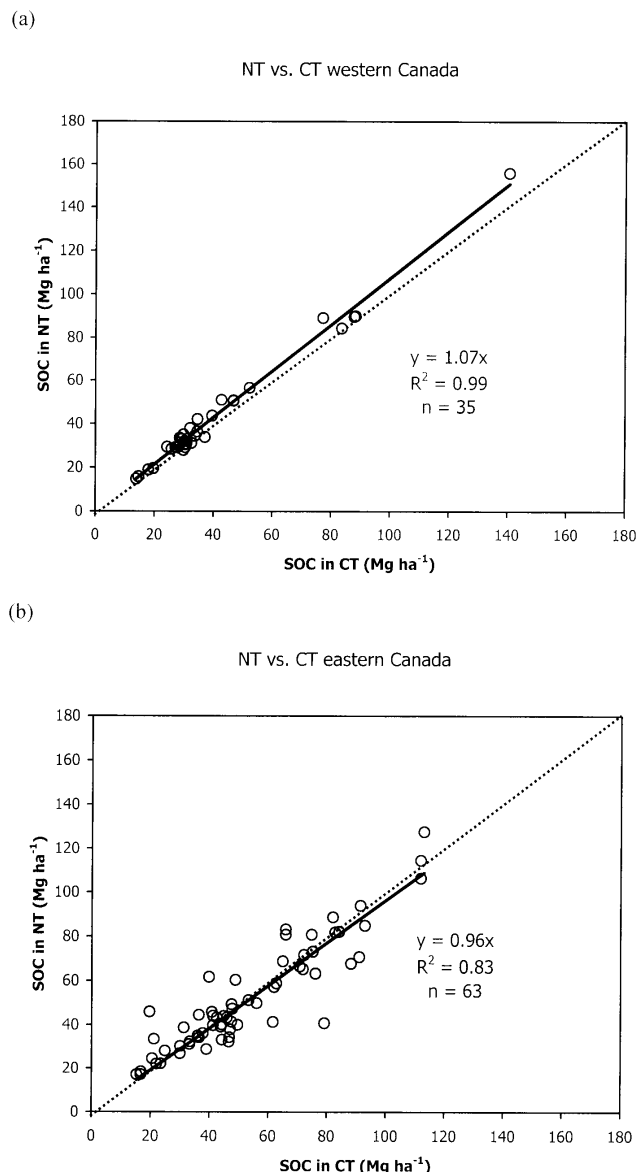 (a)
NT vs. CT western Canada
180
160
140
120
100
80
60
40
20
0
SOC in NT (Mg ha⁻¹)
y = 1.07x
R² = 0.99
n = 35
0 20 40 60 80 100 120 140 160 180
SOC in CT (Mg ha⁻¹)
(b)
NT vs. CT eastern Canada
180
160
140
120
100
80
60
40
20
0
SOC in NT (Mg ha⁻¹)
y = 0.96x
R² = 0.83
n = 63
0 20 40 60 80 100 120 140 160 180
SOC in CT (Mg ha⁻¹)